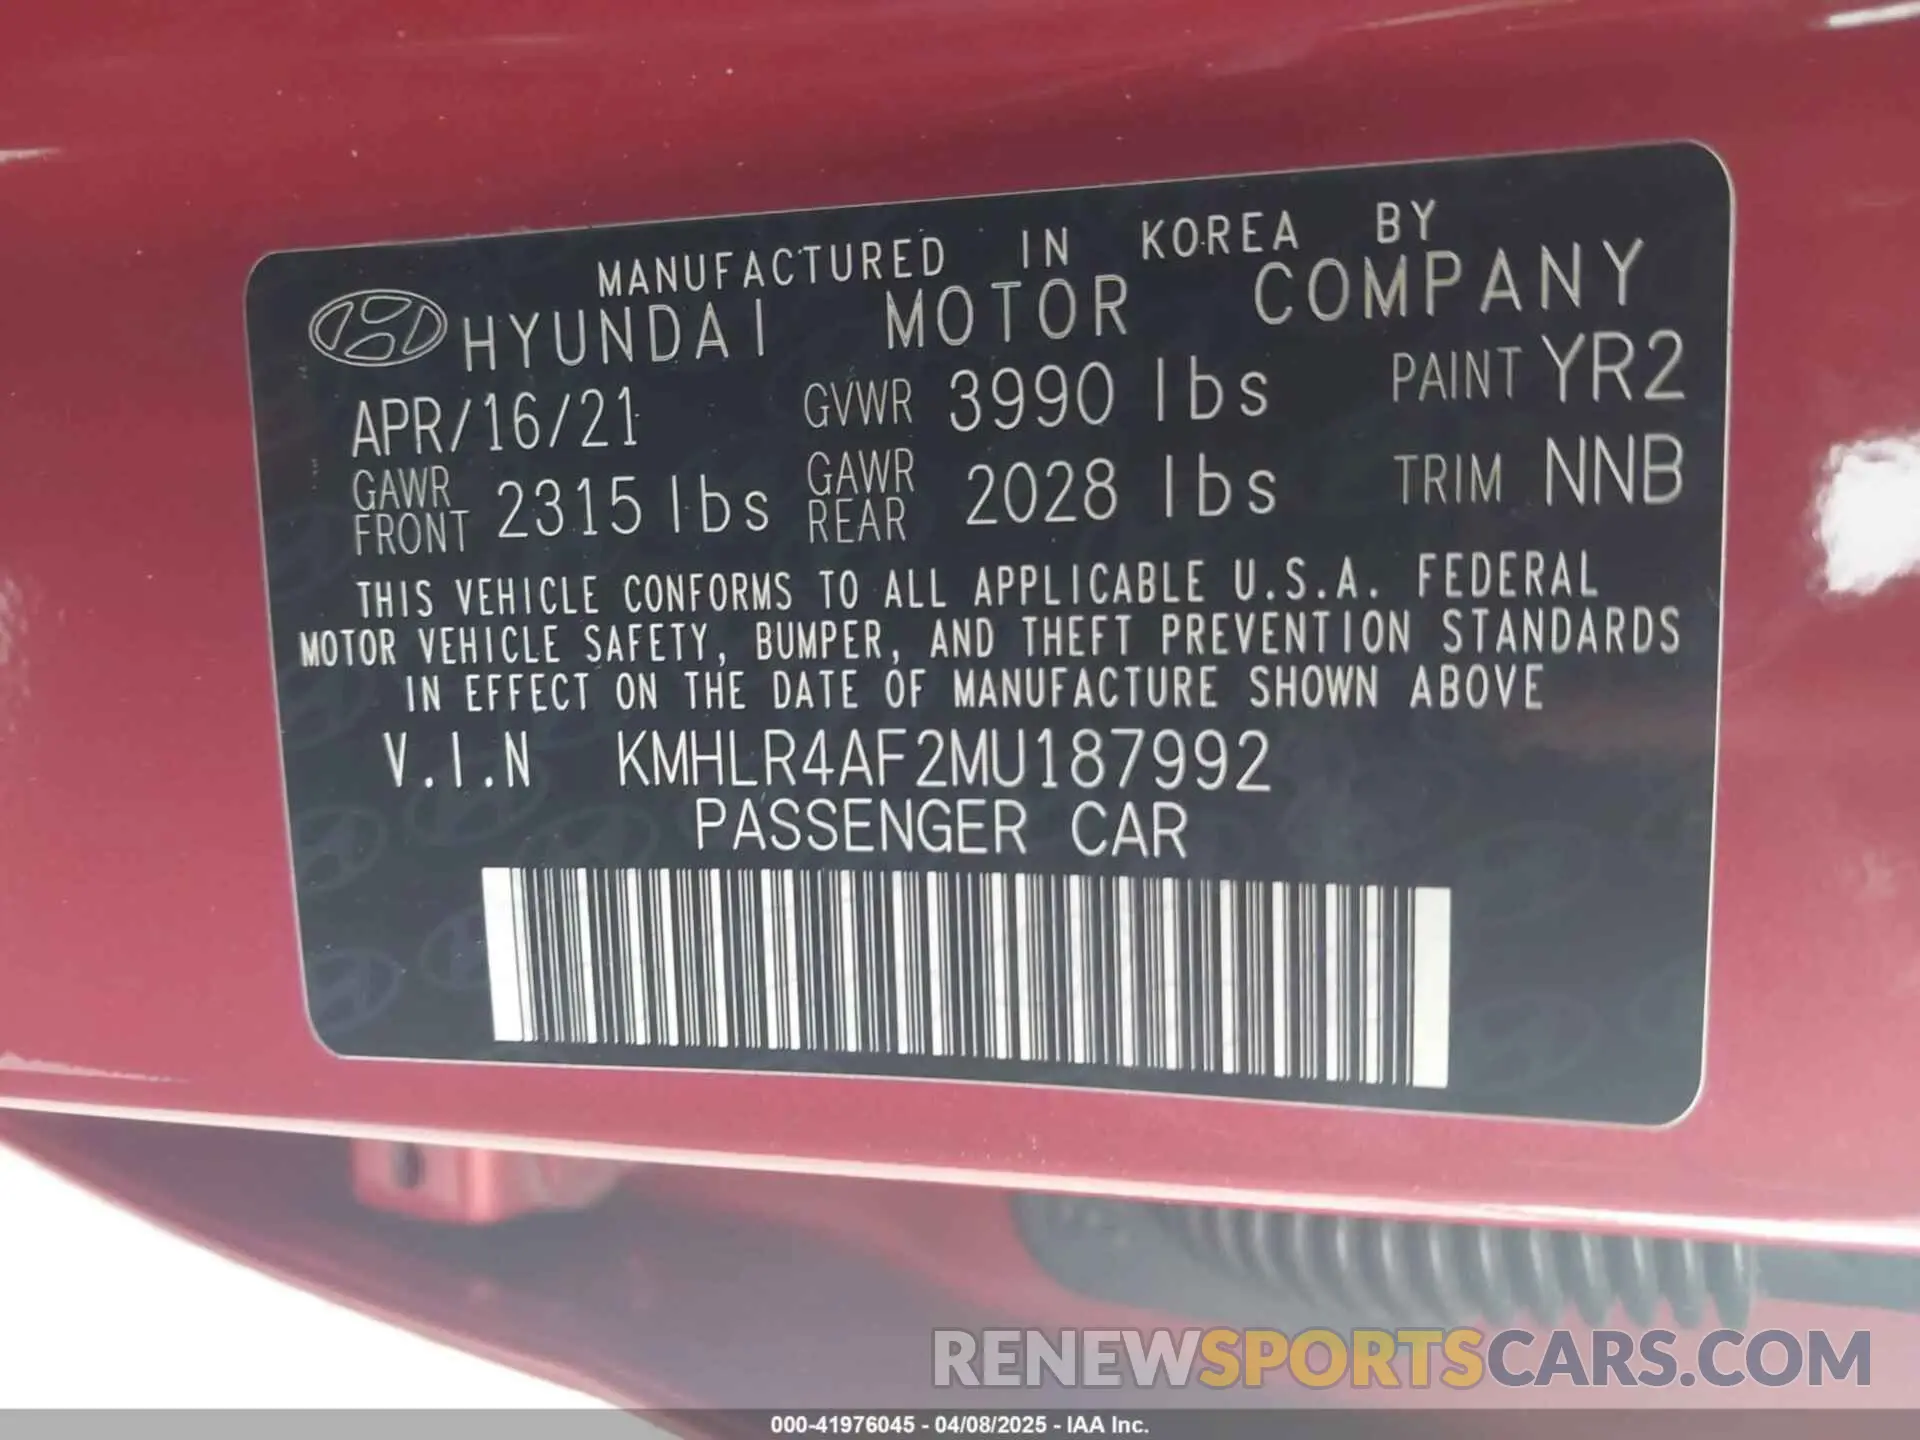 MANUFACTURED IN KOREA BY
HYUNDAI MOTOR COMPANY
APR/16/21 GVWR 3990 lbs PAINT YR2
GAWR FRONT 2315 lbs GAWR REAR 2028 lbs TRIM NNB
THIS VEHICLE CONFORMS TO ALL APPLICABLE U.S.A. FEDERAL
MOTOR VEHICLE SAFETY, BUMPER, AND THEFT PREVENTION STANDARDS
IN EFFECT ON THE DATE OF MANUFACTURE SHOWN ABOVE
V.I.N KMHLR4AF2MU187992
PASSENGER CAR
RENEWSPORTSCARS.COM
000-41976045 - 04/08/2025 - IAA Inc.